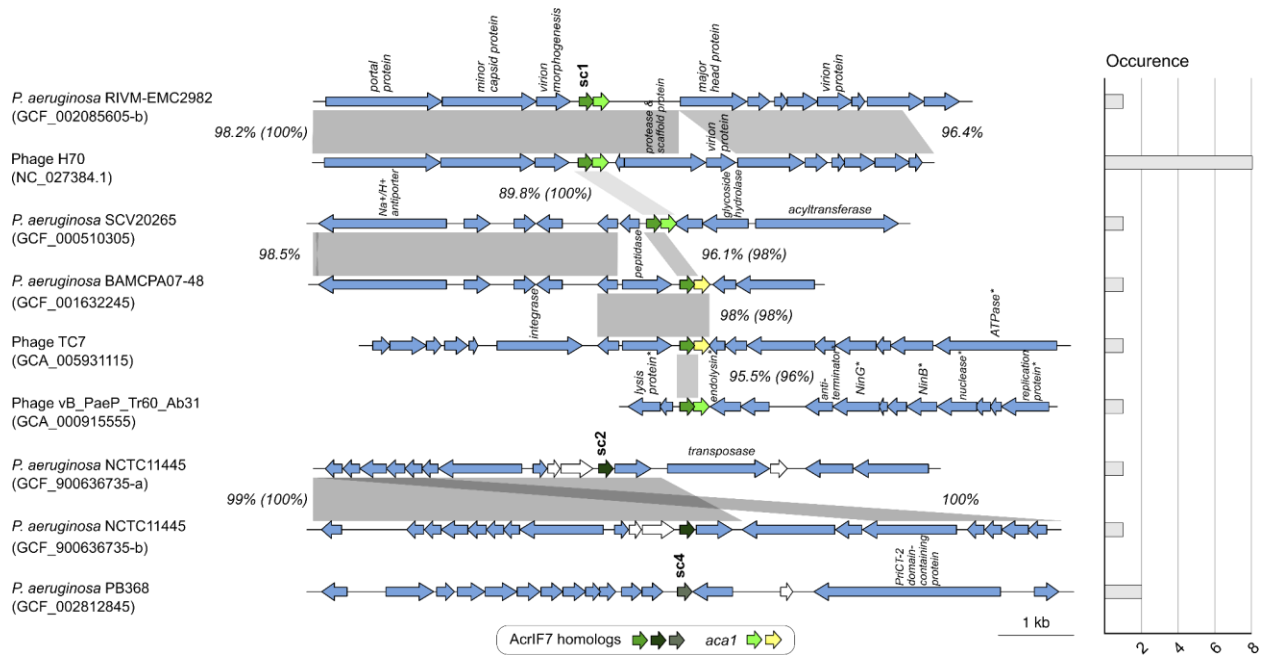 portal
protein
minor
capsid protein
virion
morphogenesis
sc1
major
head protein
virion
protein
Occurence
P. aeruginosa RIVM-EMC2982
(GCF_002085605-b)
98.2% (100%)
protease &
scaffold protein
virion
protein
96.4%
Phage H70
(NC_027384.1)
Na+/H+
antiporter
89.8% (100%)
glycoside
hydrolase
acyltransferase
P. aeruginosa SCV20265
(GCF_000510305)
98.5%
peptidase
96.1% (98%)
P. aeruginosa BAMCPA07-48
(GCF_001632245)
integrase
98% (98%)
ATPase*
Phage TC7
(GCA_005931115)
lysis
protein*
endolysin*
95.5% (96%)
anti-
terminator*
NinG*
NinB*
nuclease*
replication
protein*
Phage vB_PaeP_Tr60_Ab31
(GCA_000915555)
sc2
transposase
P. aeruginosa NCTC11445
(GCF_900636735-a)
99% (100%)
100%
P. aeruginosa NCTC11445
(GCF_900636735-b)
sc4
PriCT-2
domain-
containing
protein
P. aeruginosa PB368
(GCF_002812845)
1 kb
AcrIF7 homologs
aca1
2
4
6
8